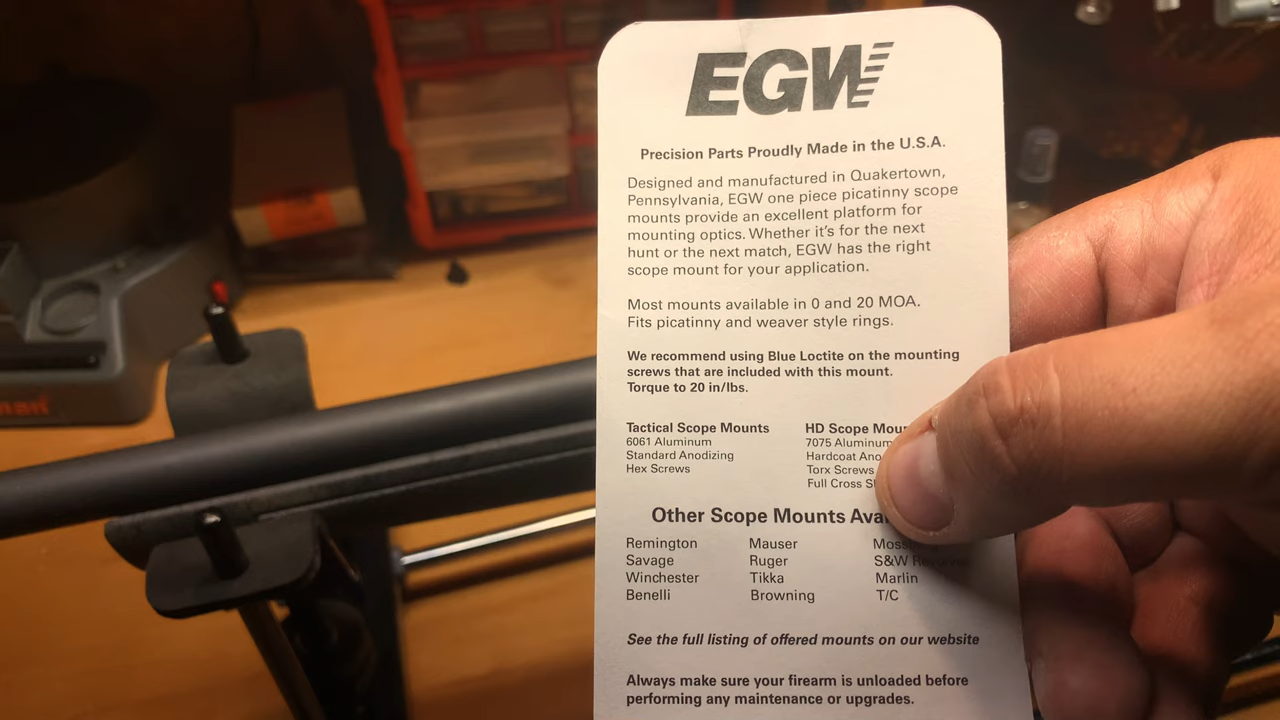 EGW
Precision Parts Proudly Made in the U.S.A.
Designed and manufactured in Quakertown,
Pennsylvania, EGW one piece picatinny scope
mounts provide an excellent platform for
mounting optics. Whether it's for the next
hunt or the next match, EGW has the right
scope mount for your application.
Most mounts available in 0 and 20 MOA.
Fits picatinny and weaver style rings.
We recommend using Blue Loctite on the mounting
screws that are included with this mount.
Torque to 20 in/lbs.
Tactical Scope Mounts
6061 Aluminum
Standard Anodizing
Hex Screws
HD Scope
7075 Aluminum
Hardcoat
Torx Screws
Full Cross
Other Scope Mounts
Remington
Savage
Winchester
Benelli
Mauser
Ruger
Tikka
Browning
S&W
Marlin
T/C
See the full listing of offered mounts on our website
Always make sure your firearm is unloaded before
performing any maintenance or upgrades.